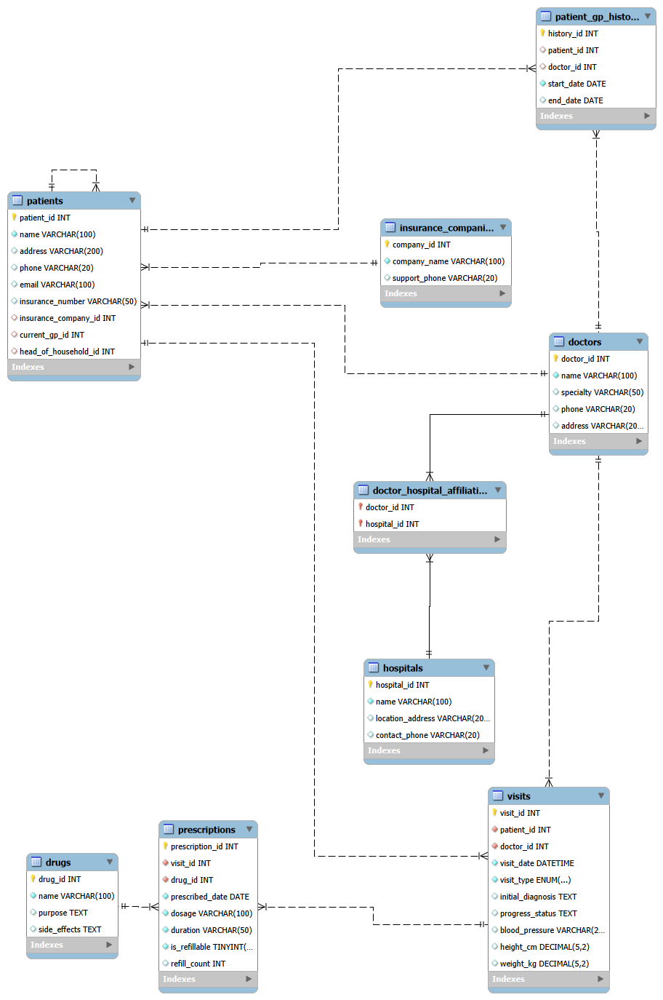 patient_gp_histo...
history_id INT
patient_id INT
doctor_id INT
start_date DATE
end_date DATE
Indexes
patients
patient_id INT
name VARCHAR(100)
address VARCHAR(200)
phone VARCHAR(20)
email VARCHAR(100)
insurance_number VARCHAR(50)
insurance_company_id INT
current_gp_id INT
head_of_household_id INT
Indexes
insurance_compani...
company_id INT
company_name VARCHAR(100)
support_phone VARCHAR(20)
Indexes
doctors
doctor_id INT
name VARCHAR(100)
specialty VARCHAR(50)
phone VARCHAR(20)
address VARCHAR(20...
Indexes
doctor_hospital_affiliati...
doctor_id INT
hospital_id INT
Indexes
hospitals
hospital_id INT
name VARCHAR(100)
location_address VARCHAR(20...
contact_phone VARCHAR(20)
Indexes
visits
visit_id INT
patient_id INT
doctor_id INT
visit_date DATETIME
visit_type ENUM(...)
initial_diagnosis TEXT
progress_status TEXT
blood_pressure VARCHAR(2...
height_cm DECIMAL(5,2)
weight_kg DECIMAL(5,2)
Indexes
prescriptions
prescription_id INT
visit_id INT
drug_id INT
prescribed_date DATE
dosage VARCHAR(100)
duration VARCHAR(50)
is_refillable TINYINT(...
refill_count INT
Indexes
drugs
drug_id INT
name VARCHAR(100)
purpose TEXT
side_effects TEXT
Indexes